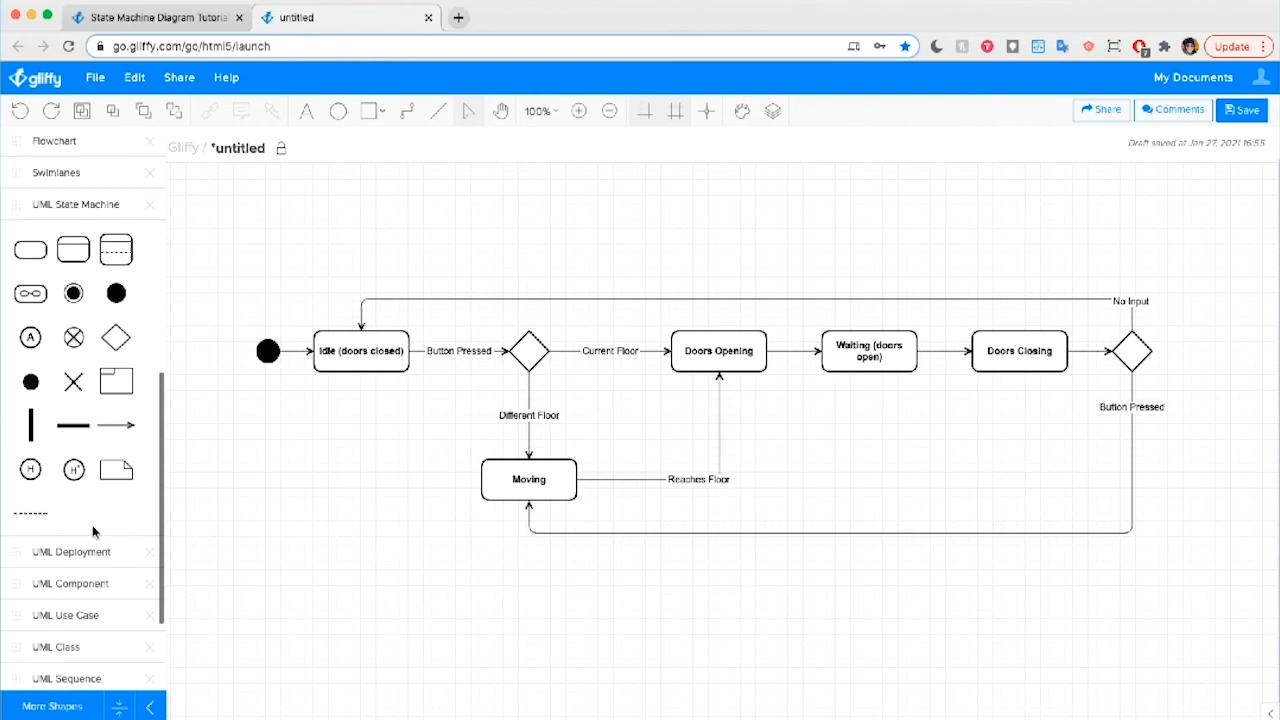 State Machine Diagram Tutoria
untitled
go.gliffy.com/go/html5/launch
7
Update
gliffy
File
Edit
Share
Help
My Documents
100%
Share
Comments
Save
Flowchart
Gliffy / *untitled
Draft saved at Jan 27, 2021 16:55
Swimlanes
UML State Machine
A
H
H*
UML Deployment
UML Component
UML Use Case
UML Class
UML Sequence
More Shapes
No Input
Idle (doors closed)
Button Pressed
Current Floor
Doors Opening
Waiting (doors
open)
Doors Closing
Different Floor
Button Pressed
Moving
Reaches Floor